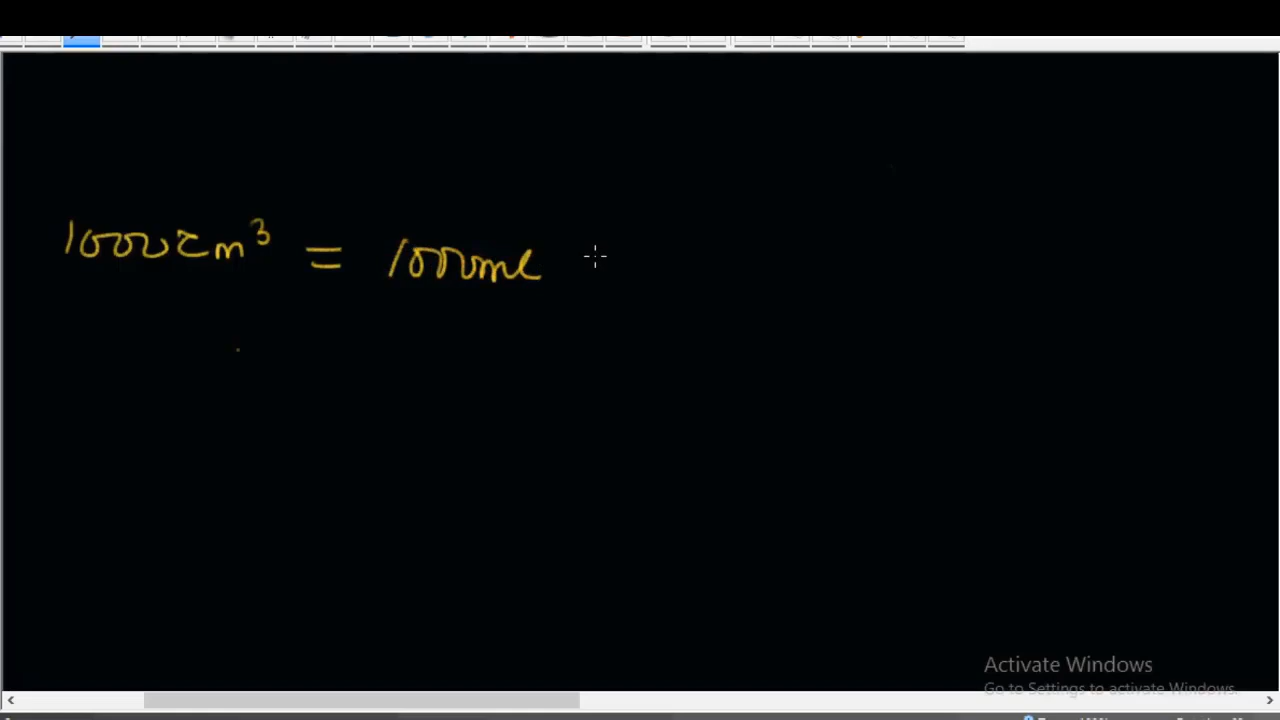 1000cm³ = 1000ml
Activate Windows
Go to Settings to activate Windows.